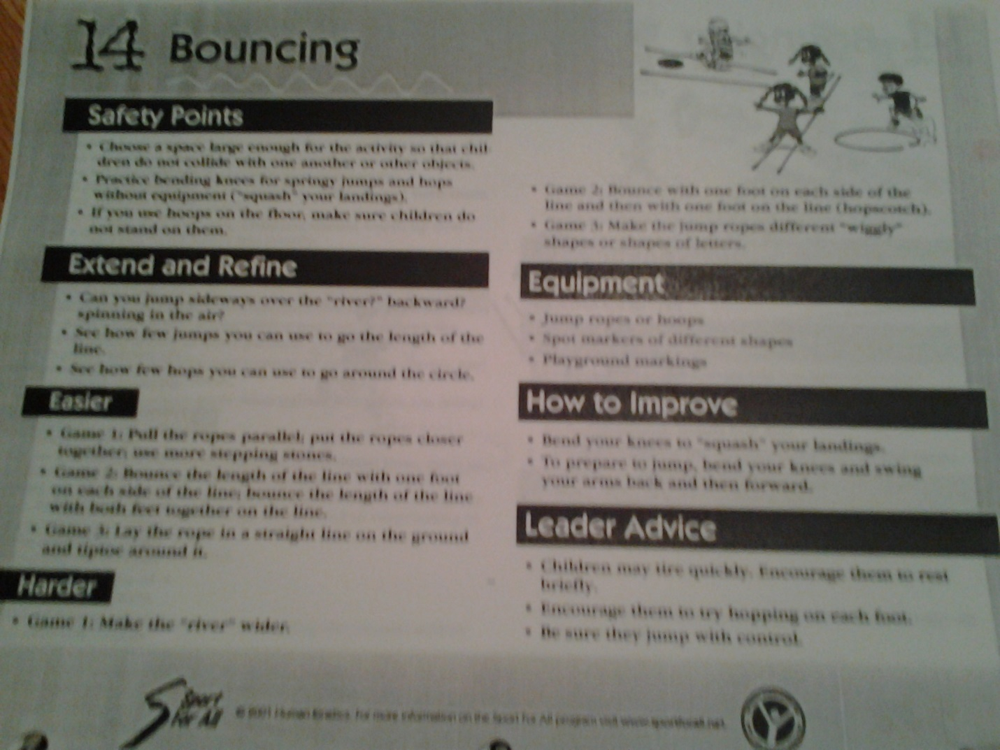 14 Bouncing
Safety Points
• Choose a space large enough for the activity so that chil-
dren do not collide with one another or other objects.
• Practice bending knees for springy jumps and hops
without equipment ("squash" your landings).
• If you use hoops on the floor, make sure children do
not stand on them.
Extend and Refine
• Can you jump sideways over the "river?" backward?
spinning in the air?
• See how few jumps you can use to go the length of the
line.
• See how few hops you can use to go around the circle.
Easier
• Game 1: Pull the ropes parallel; put the ropes closer
together; use more stepping stones.
• Game 2: Bounce the length of the line with one foot
on each side of the line; bounce the length of the line
with both feet together on the line.
• Game 3: Lay the rope in a straight line on the ground
and tiptoe around it.
Harder
• Game 1: Make the "river" wider.
• Game 2: Bounce with one foot on each side of the
line and then with one foot on the line (hopscotch).
• Game 3: Make the jump ropes different "wiggly"
shapes or shapes of letters.
Equipment
• Jump ropes or hoops
• Spot markers of different shapes
• Playground markings
How to Improve
• Bend your knees to "squash" your landings.
• To prepare to jump, bend your knees and swing
your arms back and then forward.
Leader Advice
• Children may tire quickly. Encourage them to rest
briefly.
• Encourage them to try hopping on each foot.
• Be sure they jump with control.
Sport
For All
© 2001 Human Kinetics. For more information on the Sport For All program visit www.sportforall.net.